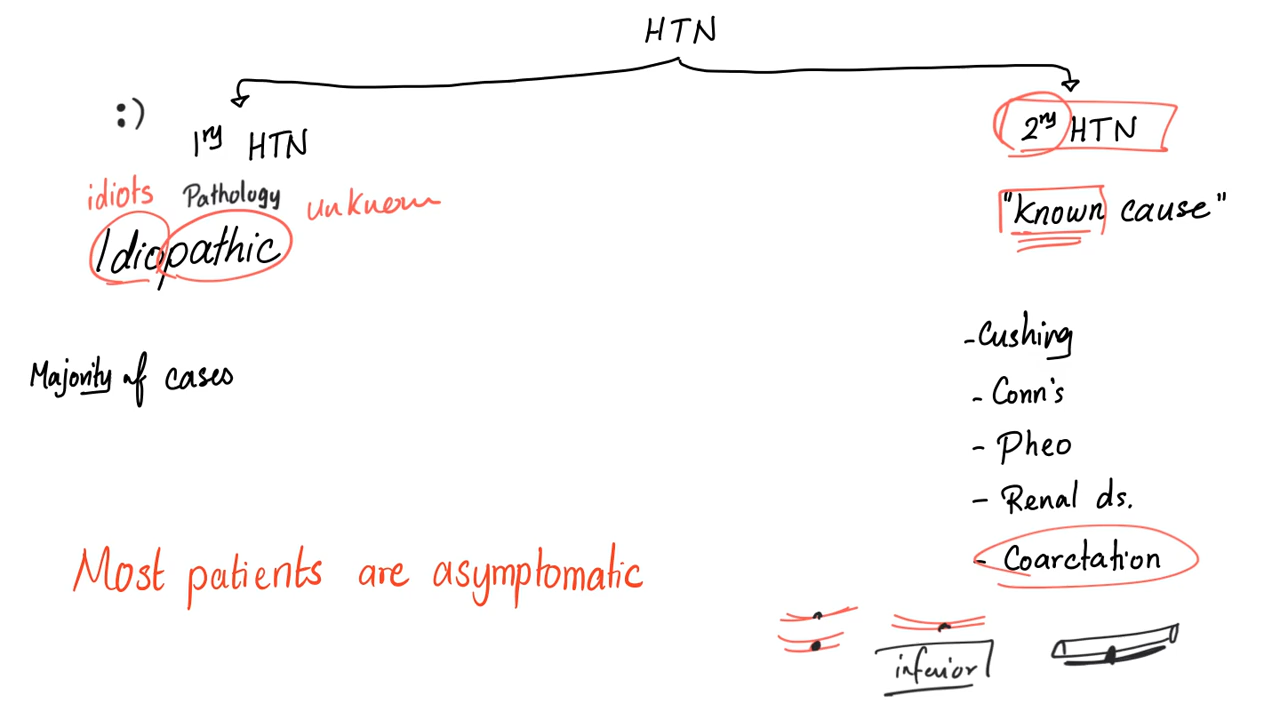 HTN
:)
1ry HTN
2ry HTN
idiots Pathology unknown
Idiopathic
"known cause"
Majority of cases
- Cushing
- Conn's
- Pheo
- Renal ds.
- Coarctation
Most patients are asymptomatic
inferior